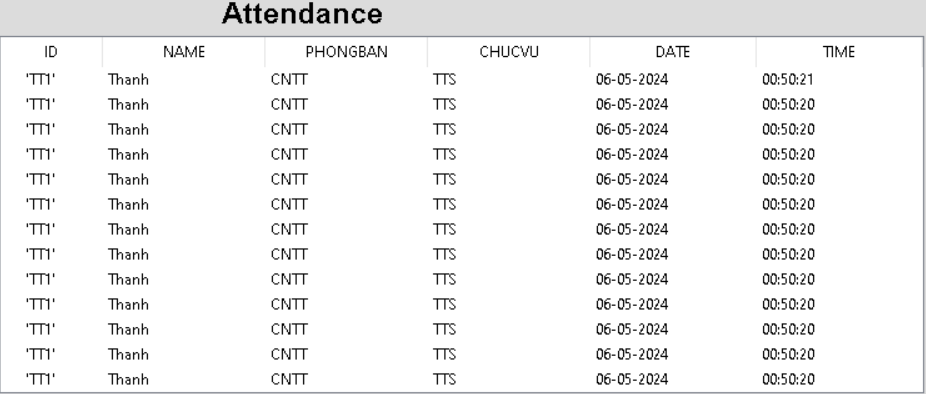 Attendance
ID NAME PHONGBAN CHUCVU DATE TIME
'TT1' Thanh CNTT TTS 06-05-2024 00:50:21
'TT1' Thanh CNTT TTS 06-05-2024 00:50:20
'TT1' Thanh CNTT TTS 06-05-2024 00:50:20
'TT1' Thanh CNTT TTS 06-05-2024 00:50:20
'TT1' Thanh CNTT TTS 06-05-2024 00:50:20
'TT1' Thanh CNTT TTS 06-05-2024 00:50:20
'TT1' Thanh CNTT TTS 06-05-2024 00:50:20
'TT1' Thanh CNTT TTS 06-05-2024 00:50:20
'TT1' Thanh CNTT TTS 06-05-2024 00:50:20
'TT1' Thanh CNTT TTS 06-05-2024 00:50:20
'TT1' Thanh CNTT TTS 06-05-2024 00:50:20
'TT1' Thanh CNTT TTS 06-05-2024 00:50:20
'TT1' Thanh CNTT TTS 06-05-2024 00:50:20